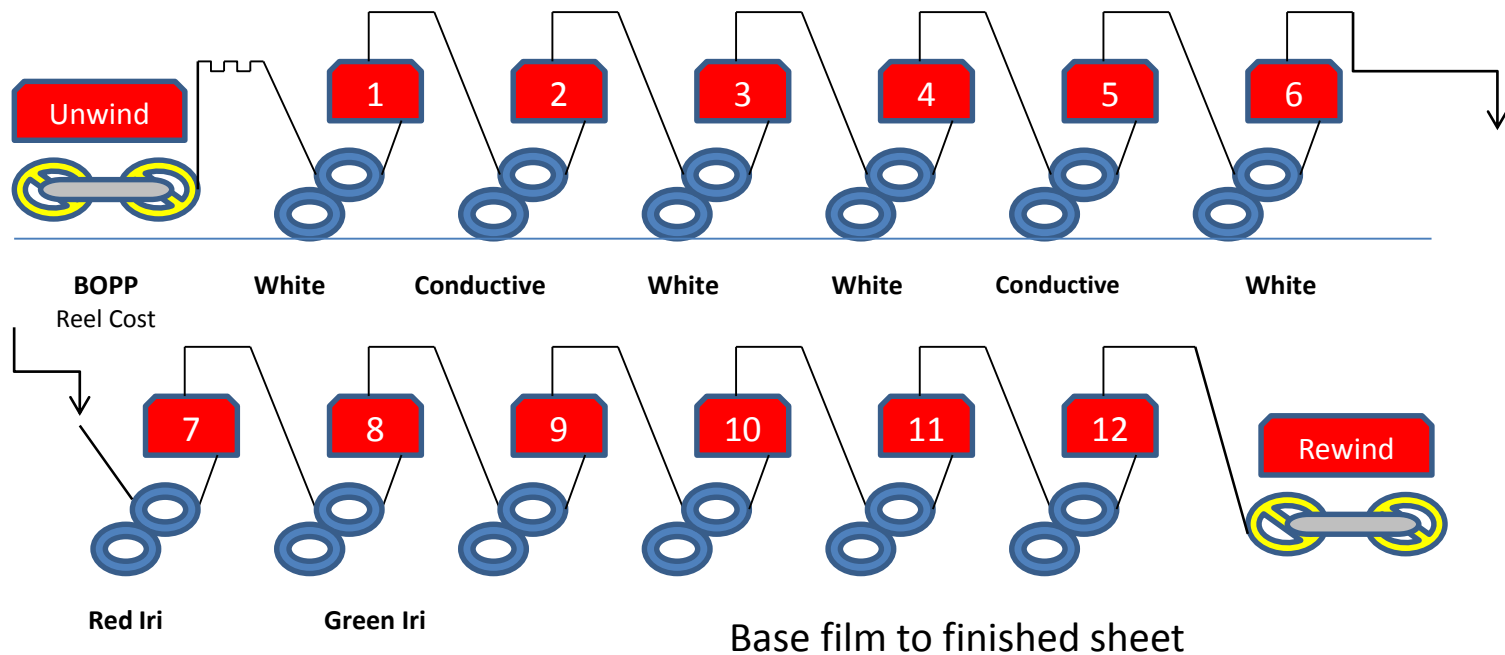 1 2 3 4 5 6
Unwind
BOPP White Conductive White White Conductive White
Reel Cost
7 8 9 10 11 12 Rewind
Red Iri Green Iri
Base film to finished sheet